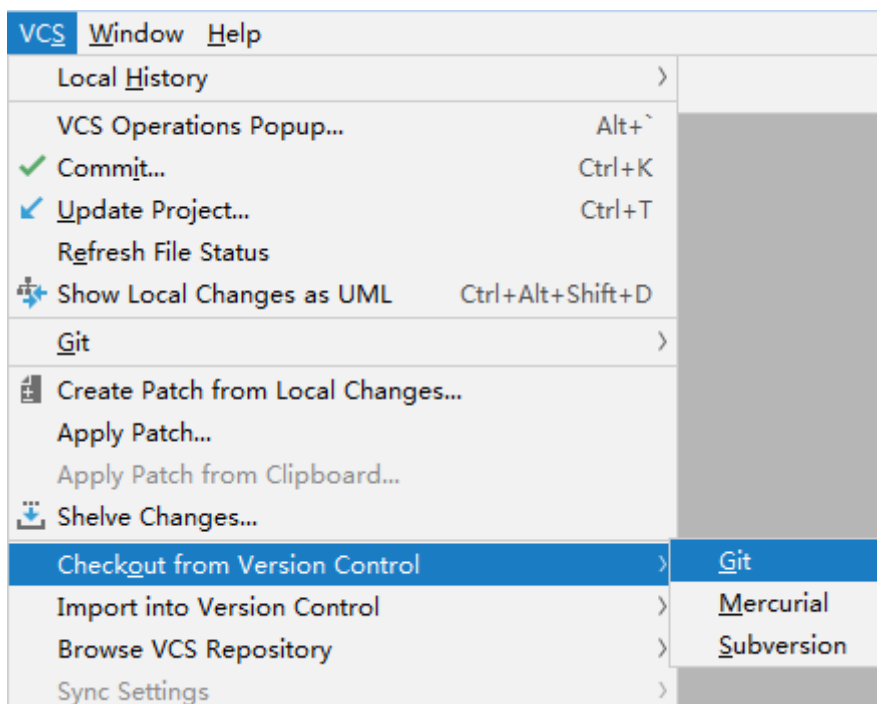 VCS Window Help
Local History
VCS Operations Popup... Alt+`
Commit... Ctrl+K
Update Project... Ctrl+T
Refresh File Status
Show Local Changes as UML Ctrl+Alt+Shift+D
Git
Create Patch from Local Changes...
Apply Patch...
Apply Patch from Clipboard...
Shelve Changes...
Checkout from Version Control Git
Import into Version Control Mercurial
Browse VCS Repository Subversion
Sync Settings